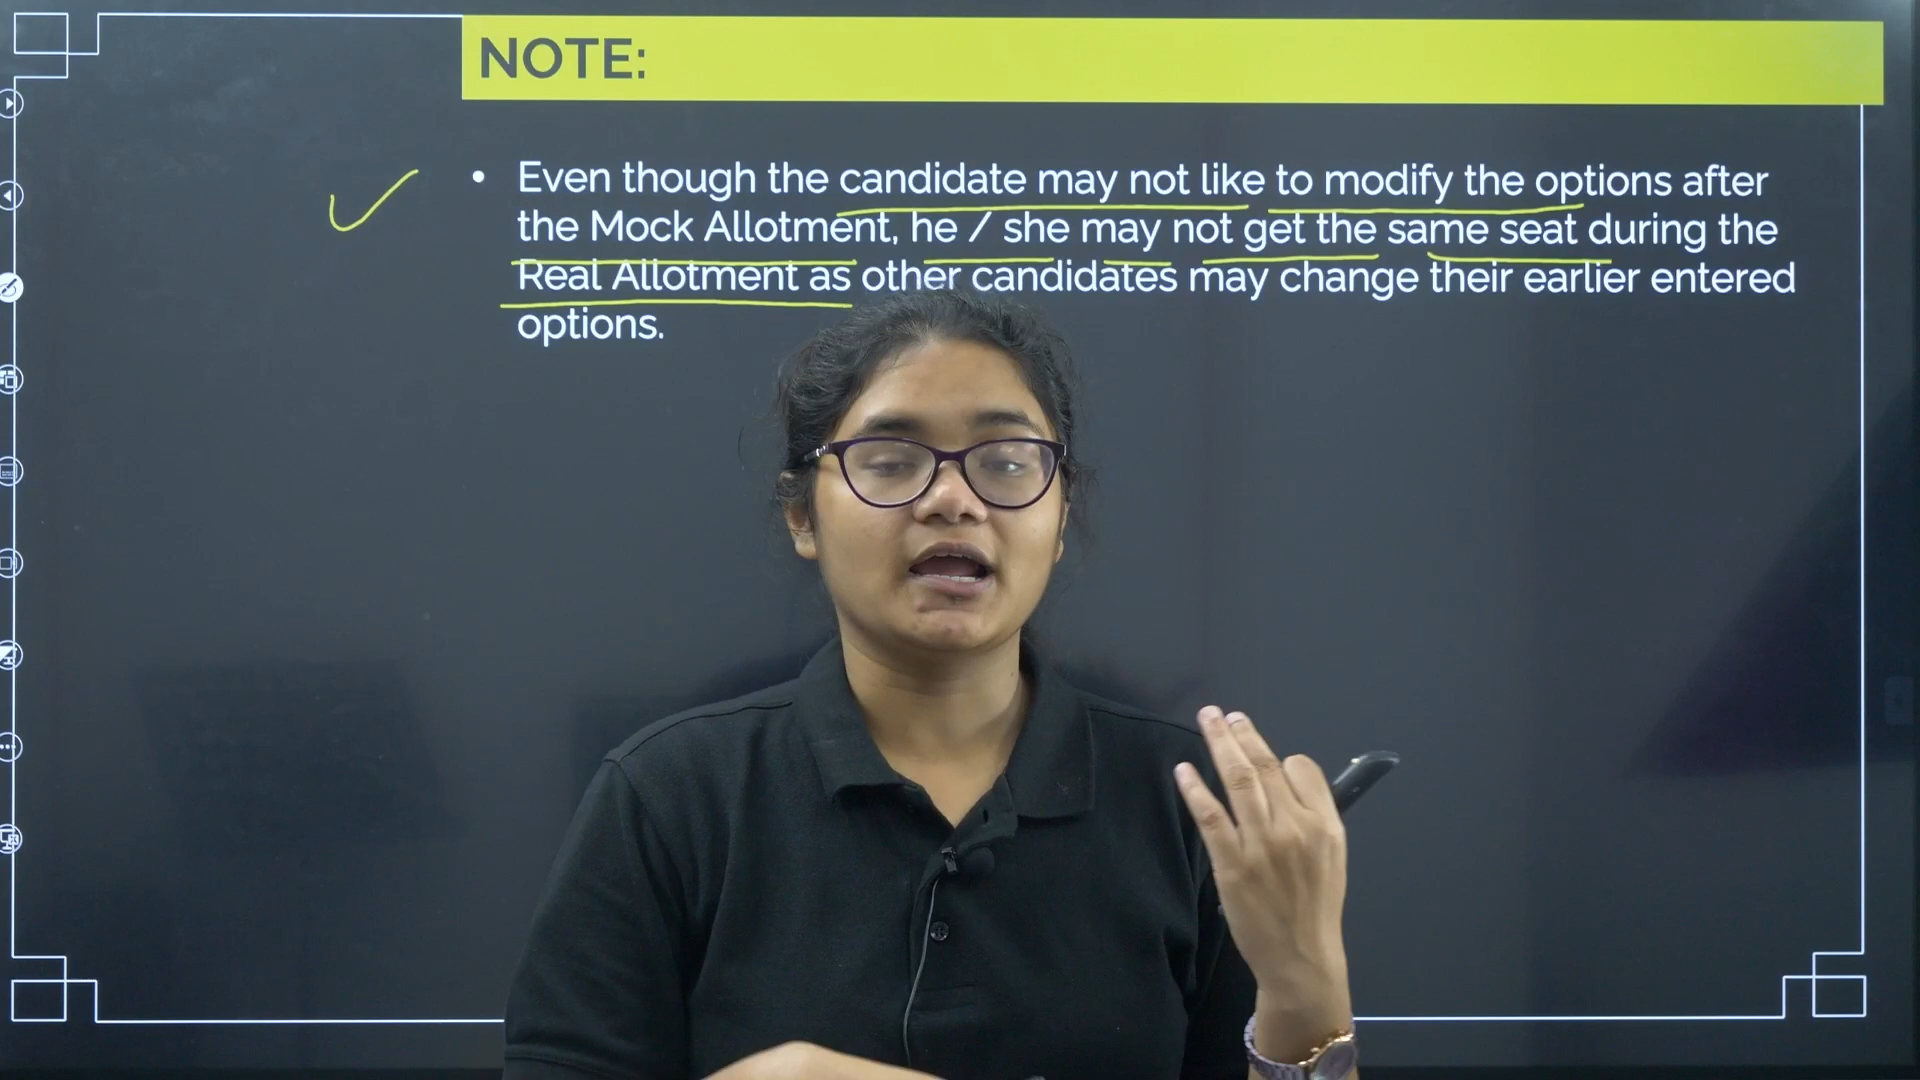 NOTE:
• Even though the candidate may not like to modify the options after
the Mock Allotment, he / she may not get the same seat during the
Real Allotment as other candidates may change their earlier entered
options.